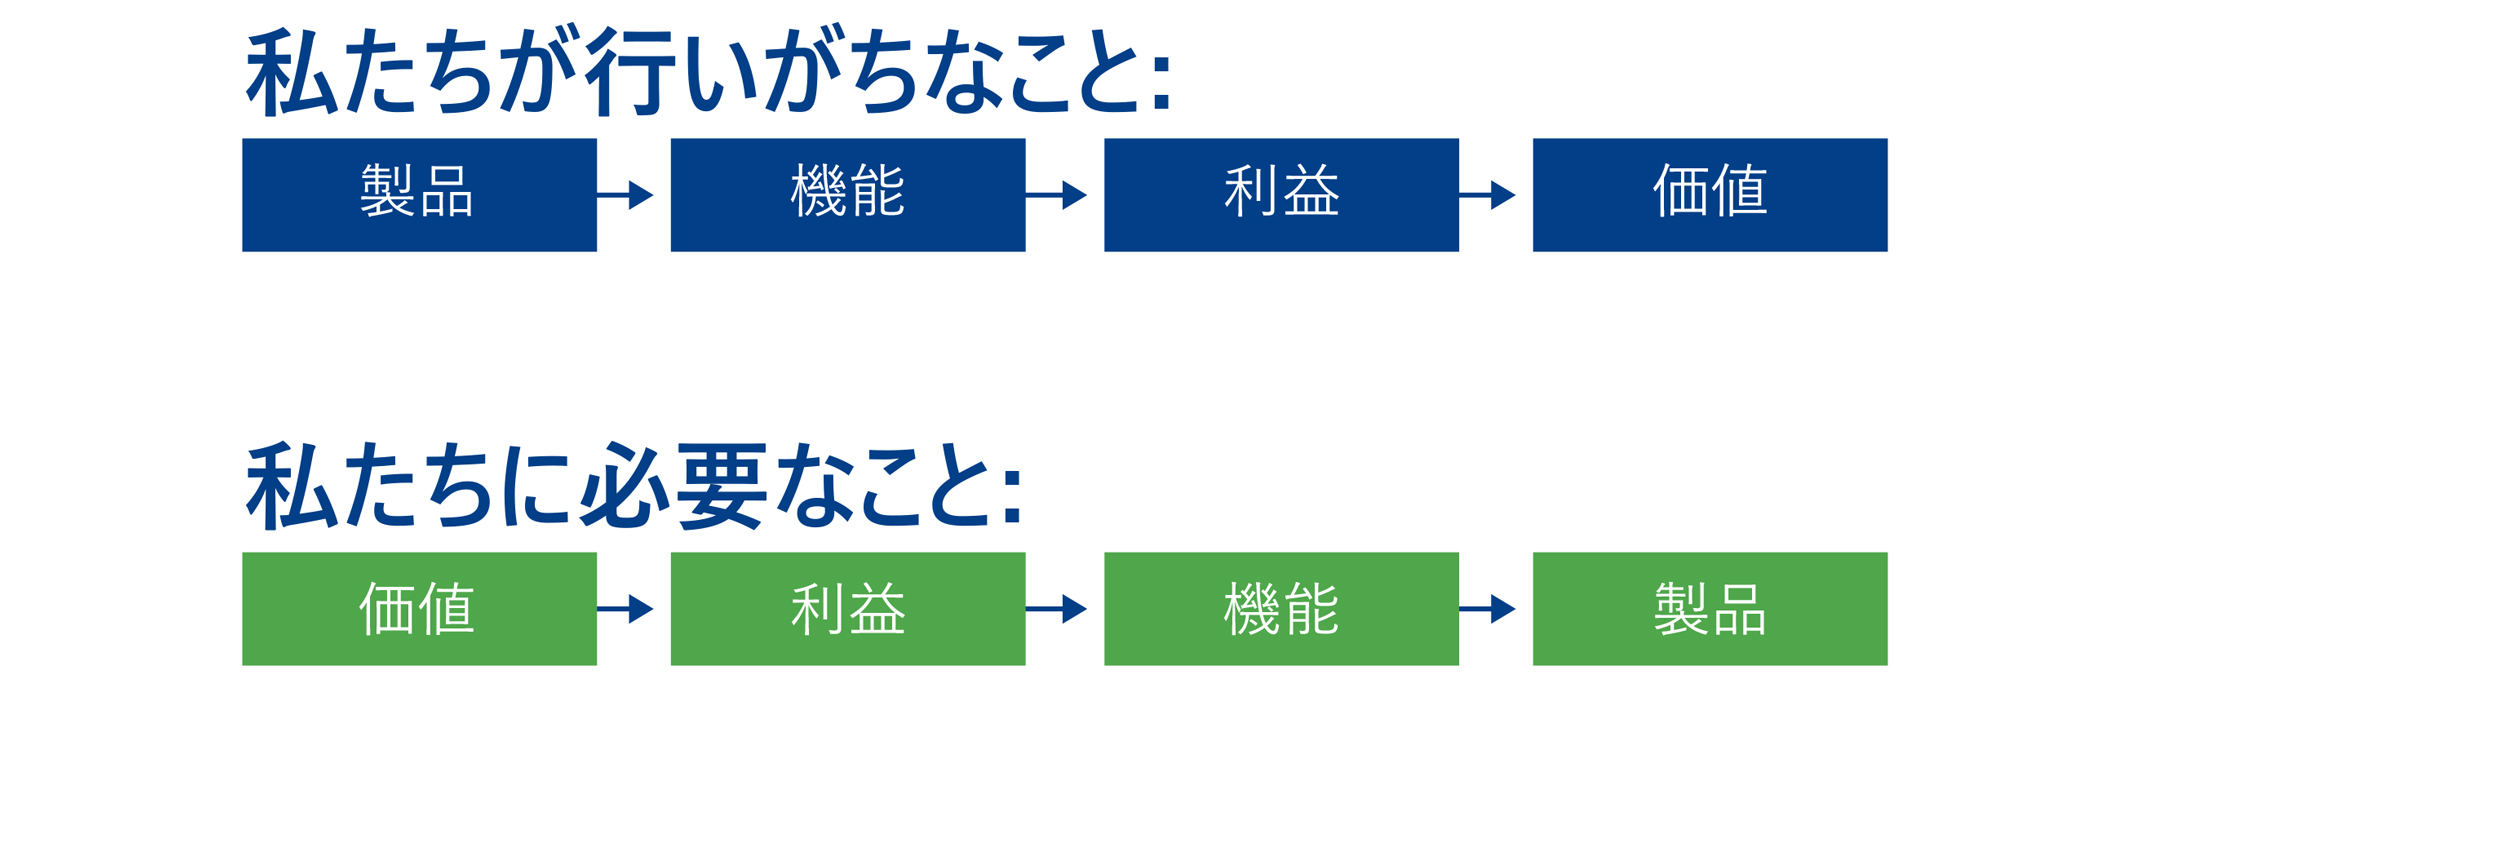 私たちが行いがちなこと:
製品 機能 利益 価値
私たちに必要なこと:
価値 利益 機能 製品